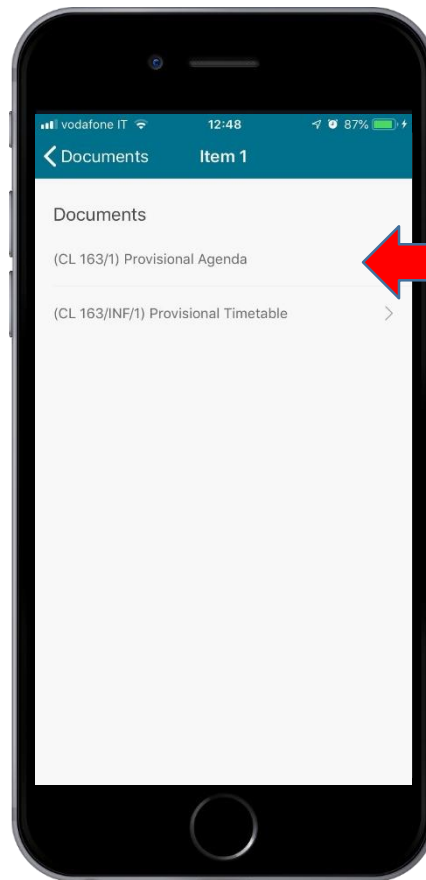 vodafone IT 12:48 87%
Documents Item 1
Documents
(CL 163/1) Provisional Agenda
(CL 163/INF/1) Provisional Timetable